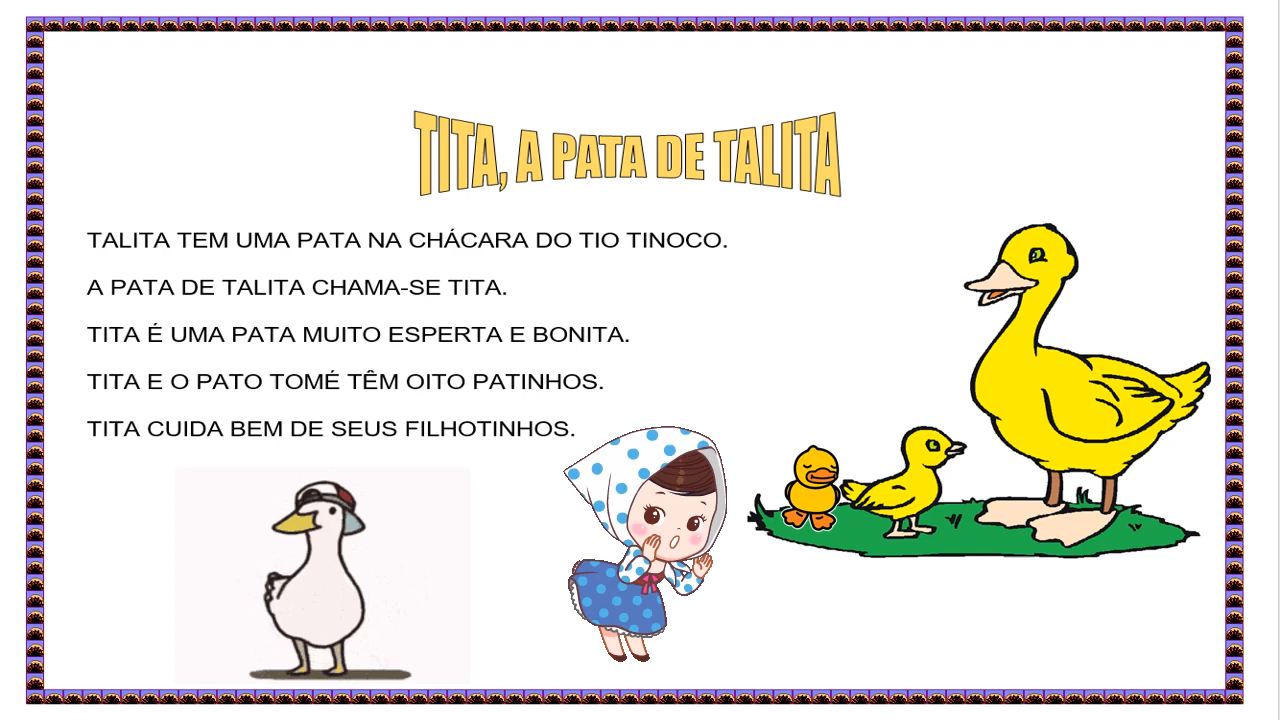 TITA, A PATA DE TALITA
TALITA TEM UMA PATA NA CHÁCARA DO TIO TINOCO.
A PATA DE TALITA CHAMA-SE TITA.
TITA É UMA PATA MUITO ESPERTA E BONITA.
TITA E O PATO TOMÉ TÊM OITO PATINHOS.
TITA CUIDA BEM DE SEUS FILHOTINHOS.